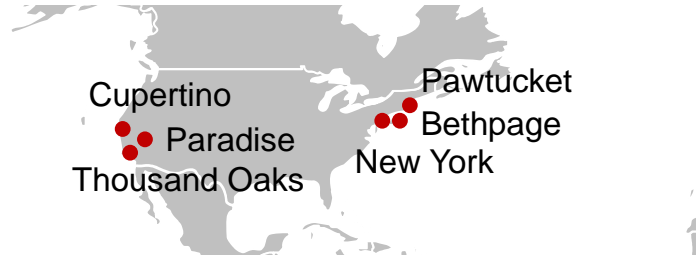 Pawtucket
Cupertino
Bethpage
Paradise
New York
Thousand Oaks